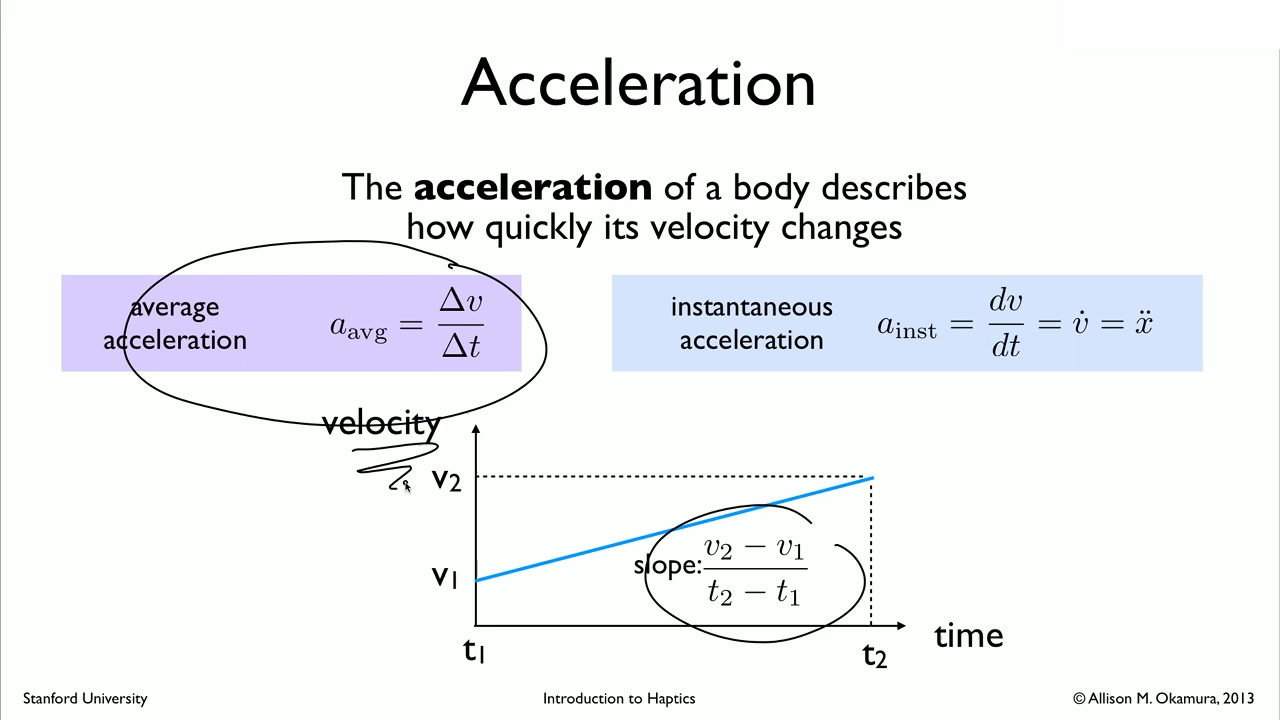 Acceleration
The acceleration of a body describes
how quickly its velocity changes
average
acceleration
a_avg = Δv/Δt
instantaneous
acceleration
a_inst = dv/dt = v̇ = ẍ
velocity
v2
v1
slope: (v2 − v1)/(t2 − t1)
t1
t2
time
Stanford University
Introduction to Haptics
© Allison M. Okamura, 2013